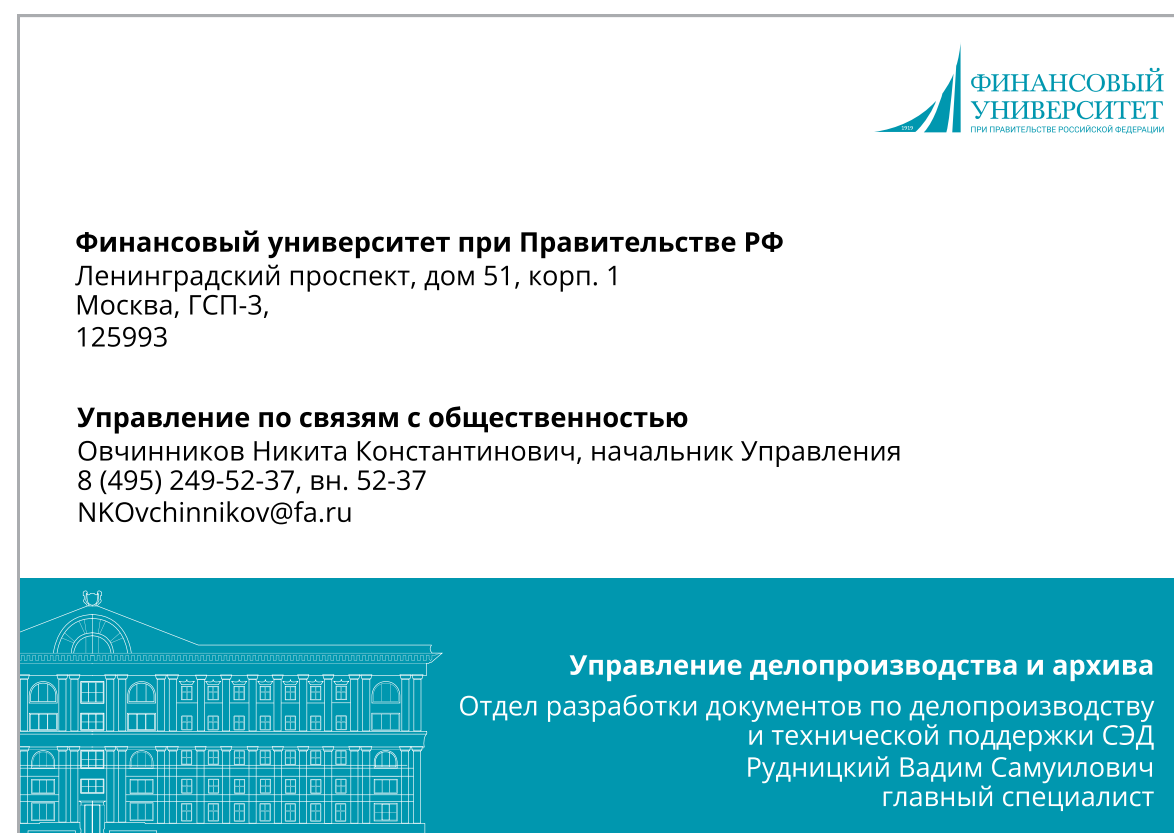 ФИНАНСОВЫЙ
УНИВЕРСИТЕТ
ПРИ ПРАВИТЕЛЬСТВЕ РОССИЙСКОЙ ФЕДЕРАЦИИ
1919
Финансовый университет при Правительстве РФ
Ленинградский проспект, дом 51, корп. 1
Москва, ГСП-3,
125993
Управление по связям с общественностью
Овчинников Никита Константинович, начальник Управления
8 (495) 249-52-37, вн. 52-37
NKOvchinnikov@fa.ru
Управление делопроизводства и архива
Отдел разработки документов по делопроизводству
и технической поддержки СЭД
Рудницкий Вадим Самуилович
главный специалист